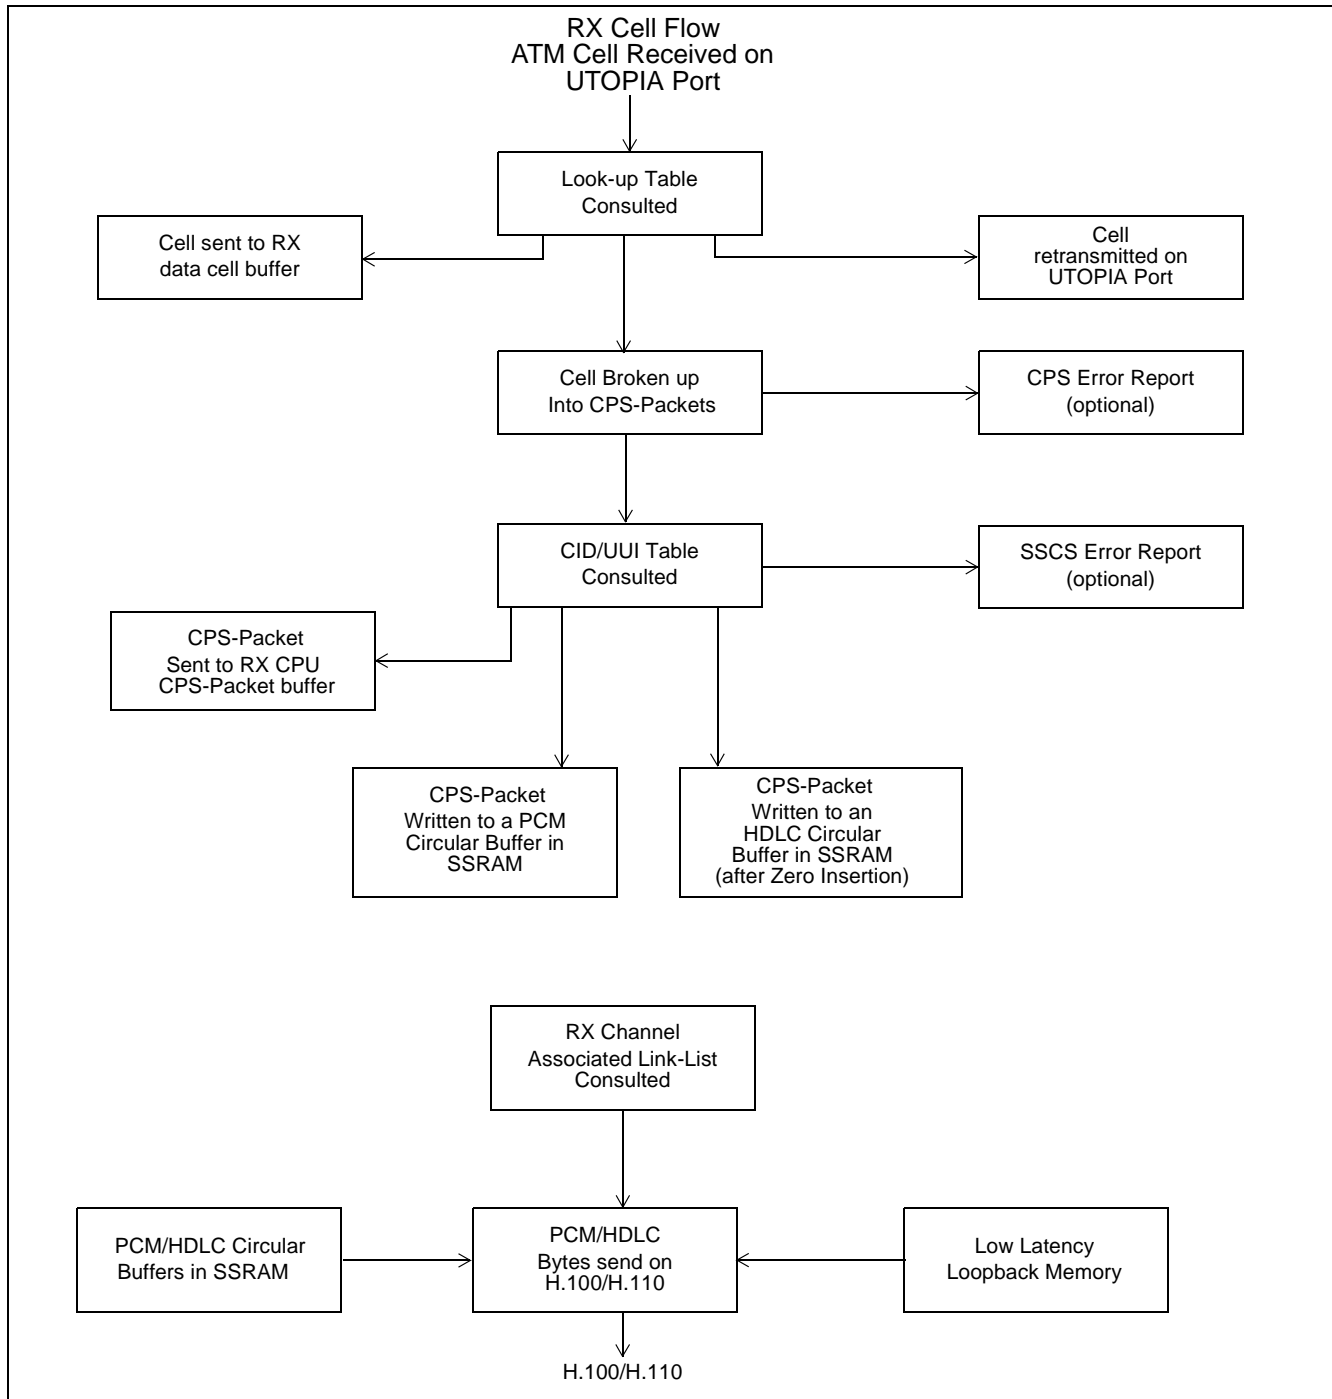 RX Cell Flow
ATM Cell Received on
UTOPIA Port
Look-up Table
Consulted
Cell sent to RX
data cell buffer
Cell
retransmitted on
UTOPIA Port
Cell Broken up
Into CPS-Packets
CPS Error Report
(optional)
CID/UUI Table
Consulted
SSCS Error Report
(optional)
CPS-Packet
Sent to RX CPU
CPS-Packet buffer
CPS-Packet
Written to a PCM
Circular Buffer in
SSRAM
CPS-Packet
Written to an
HDLC Circular
Buffer in SSRAM
(after Zero Insertion)
RX Channel
Associated Link-List
Consulted
PCM/HDLC Circular
Buffers in SSRAM
PCM/HDLC
Bytes send on
H.100/H.110
Low Latency
Loopback Memory
H.100/H.110